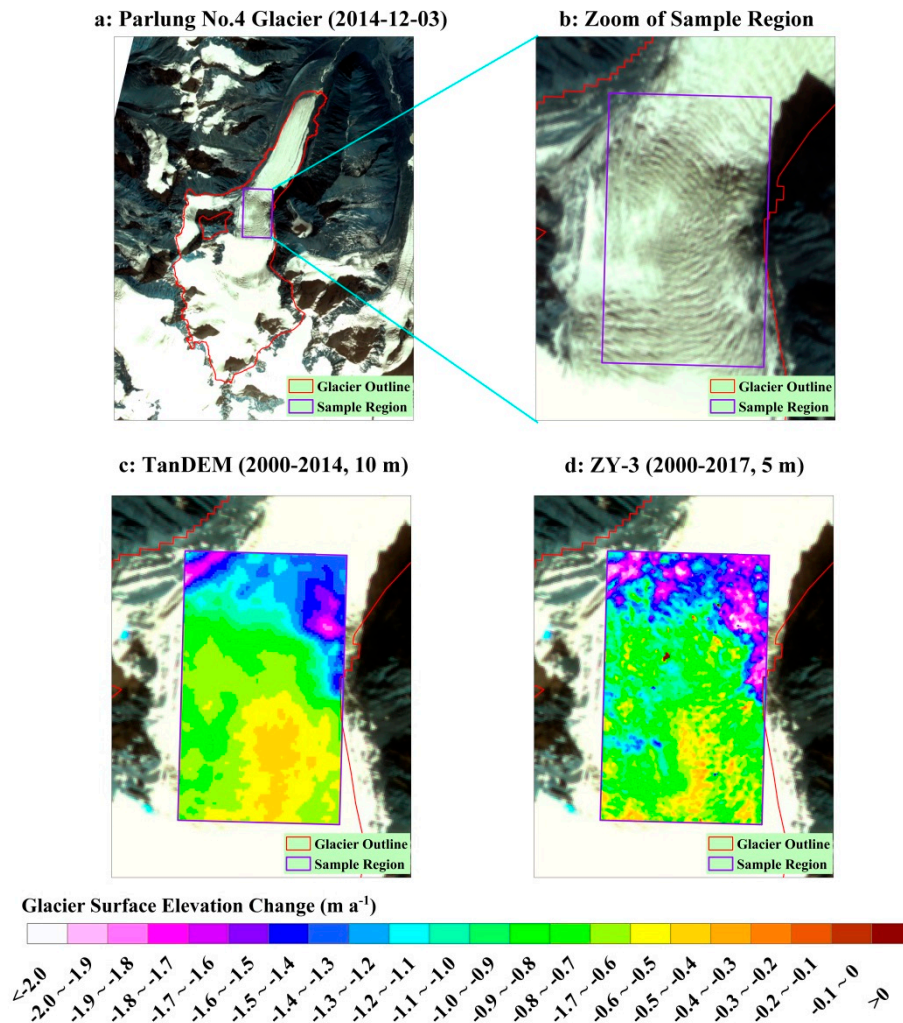 a: Parlung No.4 Glacier (2014-12-03)
b: Zoom of Sample Region
Glacier Outline
Sample Region
Glacier Outline
Sample Region
c: TanDEM (2000-2014, 10 m)
d: ZY-3 (2000-2017, 5 m)
Glacier Outline
Sample Region
Glacier Outline
Sample Region
Glacier Surface Elevation Change (m a⁻¹)
<-2.0
-2.0 ~ -1.9
-1.9 ~ -1.8
-1.8 ~ -1.7
-1.7 ~ -1.6
-1.6 ~ -1.5
-1.5 ~ -1.4
-1.4 ~ -1.3
-1.3 ~ -1.2
-1.2 ~ -1.1
-1.1 ~ -1.0
-1.0 ~ -0.9
-0.9 ~ -0.8
-0.8 ~ -0.7
-1.7 ~ -0.6
-0.6 ~ -0.5
-0.5 ~ -0.4
-0.4 ~ -0.3
-0.3 ~ -0.2
-0.2 ~ -0.1
-0.1 ~ 0
>0